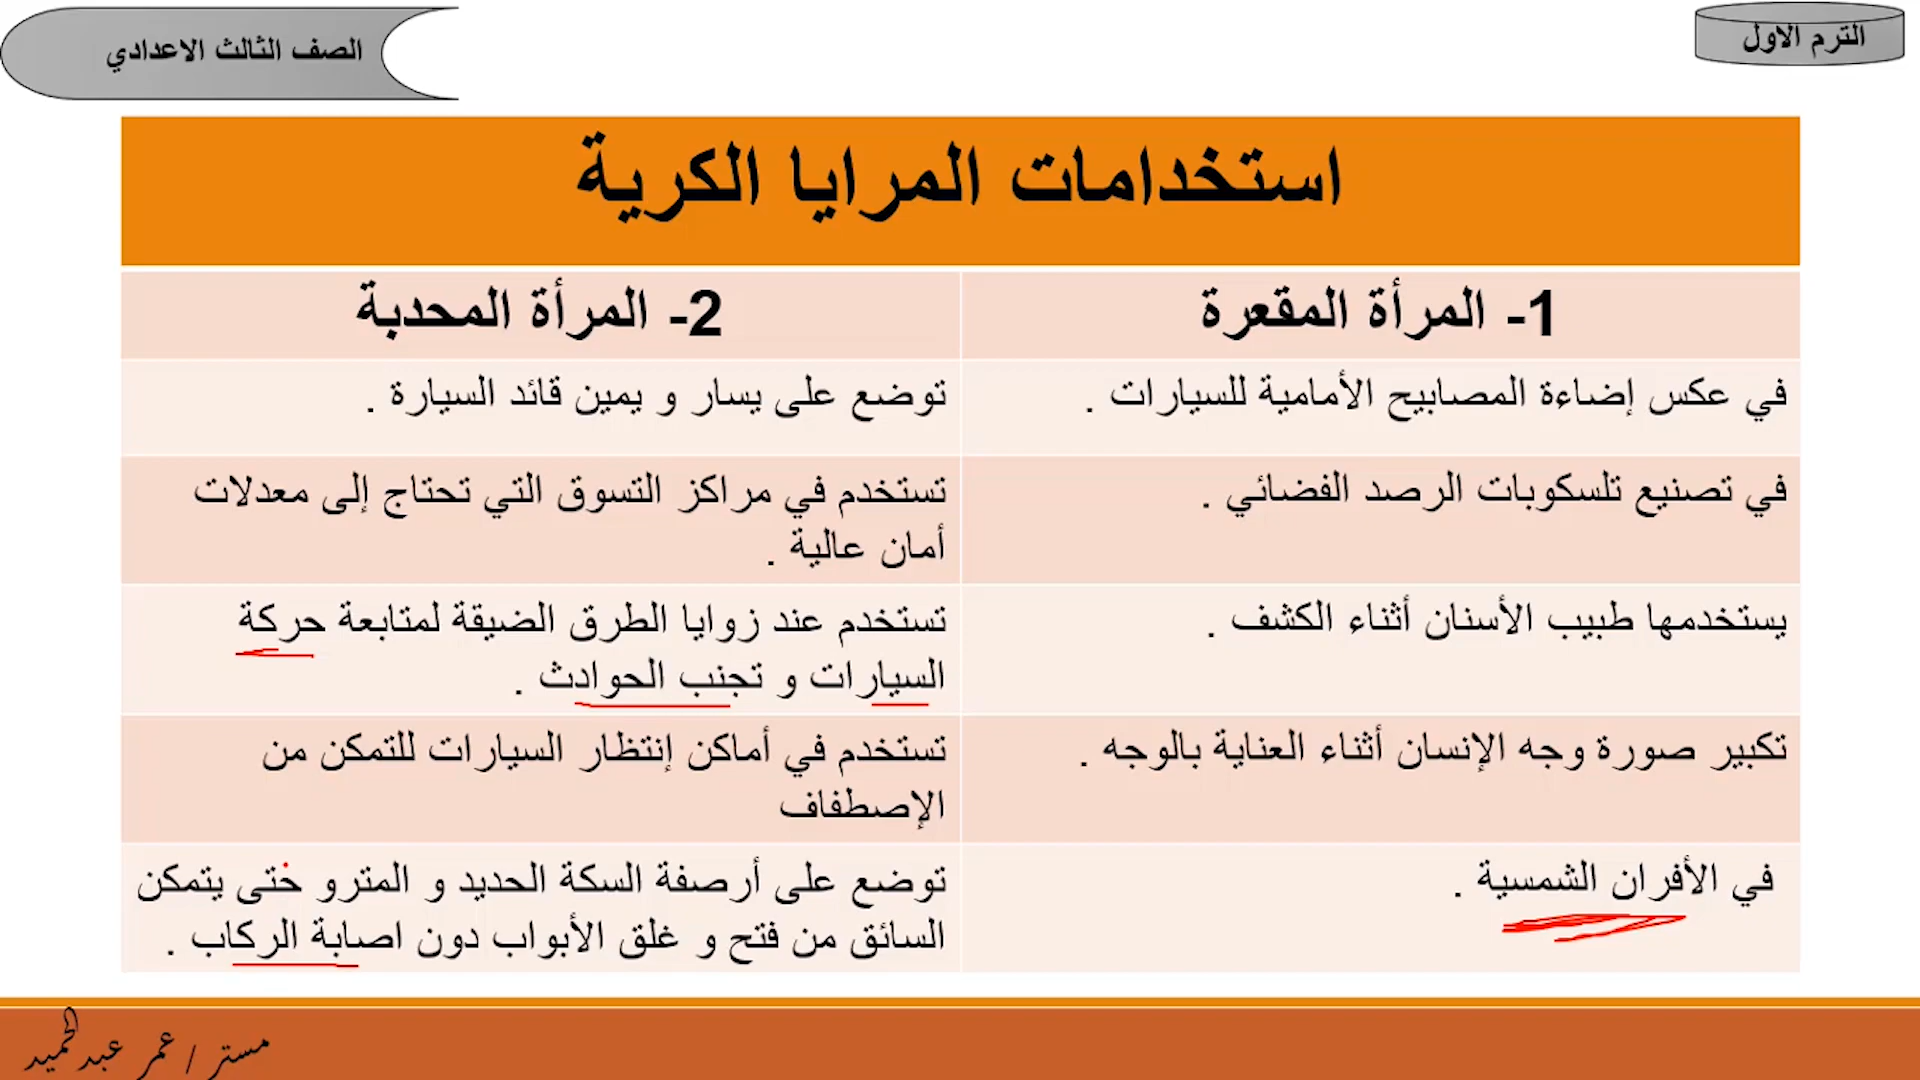 الترم الاول
الصف الثالث الاعدادي
استخدامات المرايا الكرية
1- المرأة المقعرة
2- المرأة المحدبة
في عكس إضاءة المصابيح الأمامية للسيارات .
توضع على يسار و يمين قائد السيارة .
في تصنيع تلسكوبات الرصد الفضائي .
تستخدم في مراكز التسوق التي تحتاج إلى معدلات
أمان عالية .
يستخدمها طبيب الأسنان أثناء الكشف .
تستخدم عند زوايا الطرق الضيقة لمتابعة حركة
السيارات و تجنب الحوادث .
تكبير صورة وجه الإنسان أثناء العناية بالوجه .
تستخدم في أماكن إنتظار السيارات للتمكن من
الإصطفاف
في الأفران الشمسية .
توضع على أرصفة السكة الحديد و المترو حتى يتمكن
السائق من فتح و غلق الأبواب دون اصابة الركاب .
مستر / عمر عبدالحميد